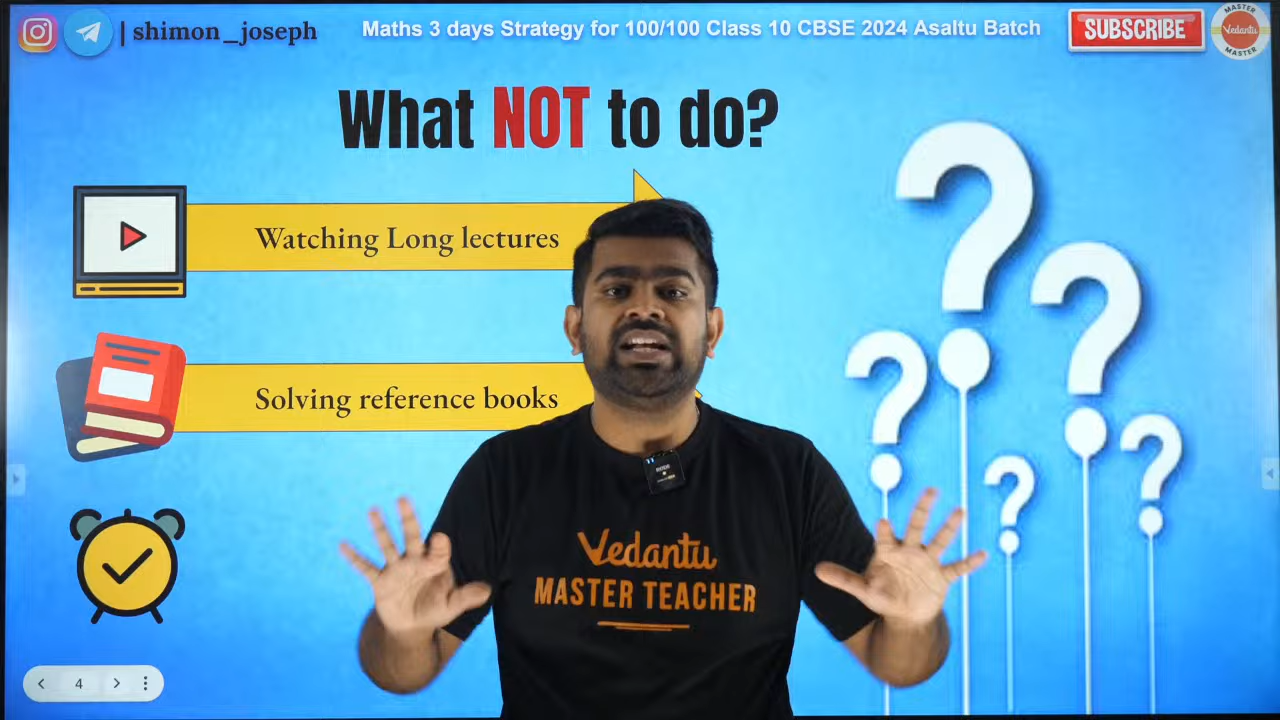 | shimon_joseph
Maths 3 days Strategy for 100/100 Class 10 CBSE 2024 Asaltu Batch
SUBSCRIBE
MASTER
Vedantu
MASTER
What NOT to do?
Watching Long lectures
Solving reference books
Vedantu
MASTER TEACHER
4